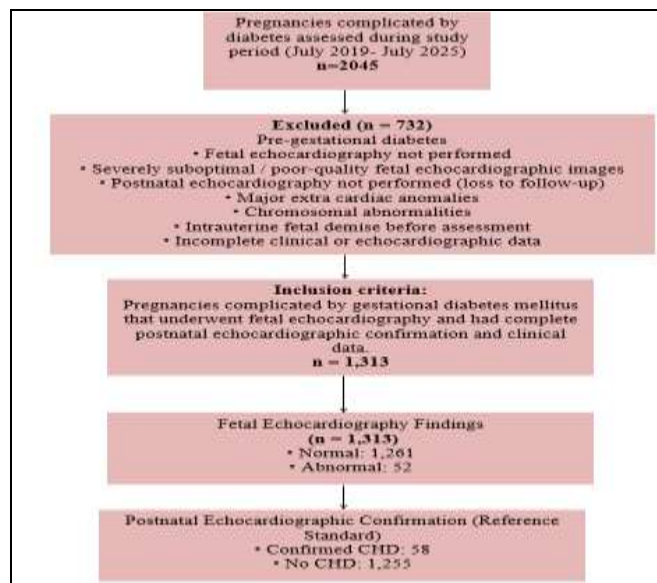 Pregnancies complicated by
diabetes assessed during study
period (July 2019- July 2025)
n=2045
Excluded (n = 732)
Pre-gestational diabetes
• Fetal echocardiography not performed
• Severely suboptimal / poor-quality fetal echocardiographic images
• Postnatal echocardiography not performed (loss to follow-up)
• Major extra cardiac anomalies
• Chromosomal abnormalities
• Intrauterine fetal demise before assessment
• Incomplete clinical or echocardiographic data
Inclusion criteria:
Pregnancies complicated by gestational diabetes mellitus
that underwent fetal echocardiography and had complete
postnatal echocardiographic confirmation and clinical
data.
n = 1,313
Fetal Echocardiography Findings
(n = 1,313)
• Normal: 1,261
• Abnormal: 52
Postnatal Echocardiographic Confirmation (Reference
Standard)
• Confirmed CHD: 58
• No CHD: 1,255